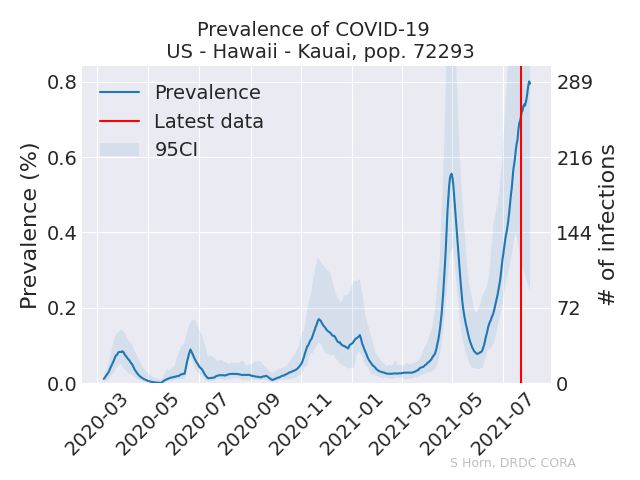 Prevalence of COVID-19
US - Hawaii - Kauai, pop. 72293
Prevalence
Latest data
95CI
Prevalence (%)
0.8
0.6
0.4
0.2
0.0
289
216
144
72
0
# of infections
2020-03
2020-05
2020-07
2020-09
2020-11
2021-01
2021-03
2021-05
2021-07
S Horn, DRDC CORA